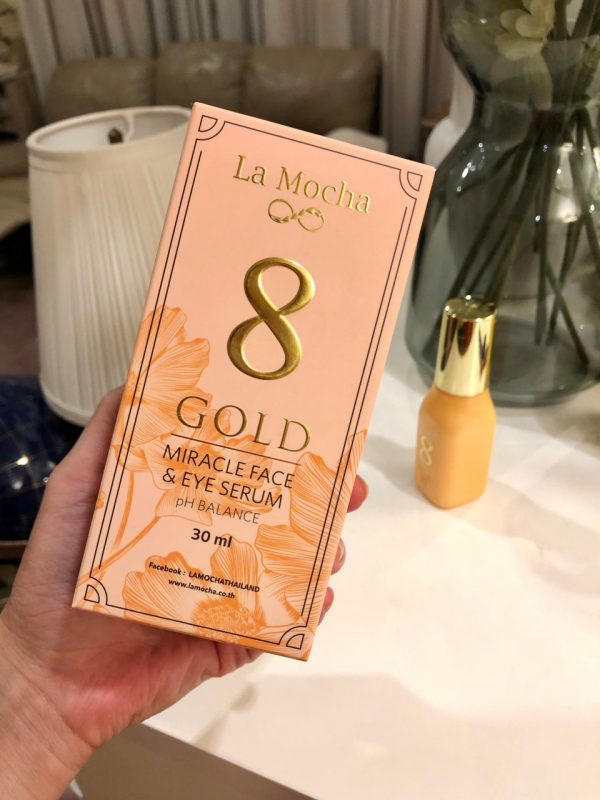 La Mocha
8
GOLD
MIRACLE FACE
& EYE SERUM
pH BALANCE
30 ml
Facebook : LAMOCHATHAILAND
www.lamocha.co.th
8